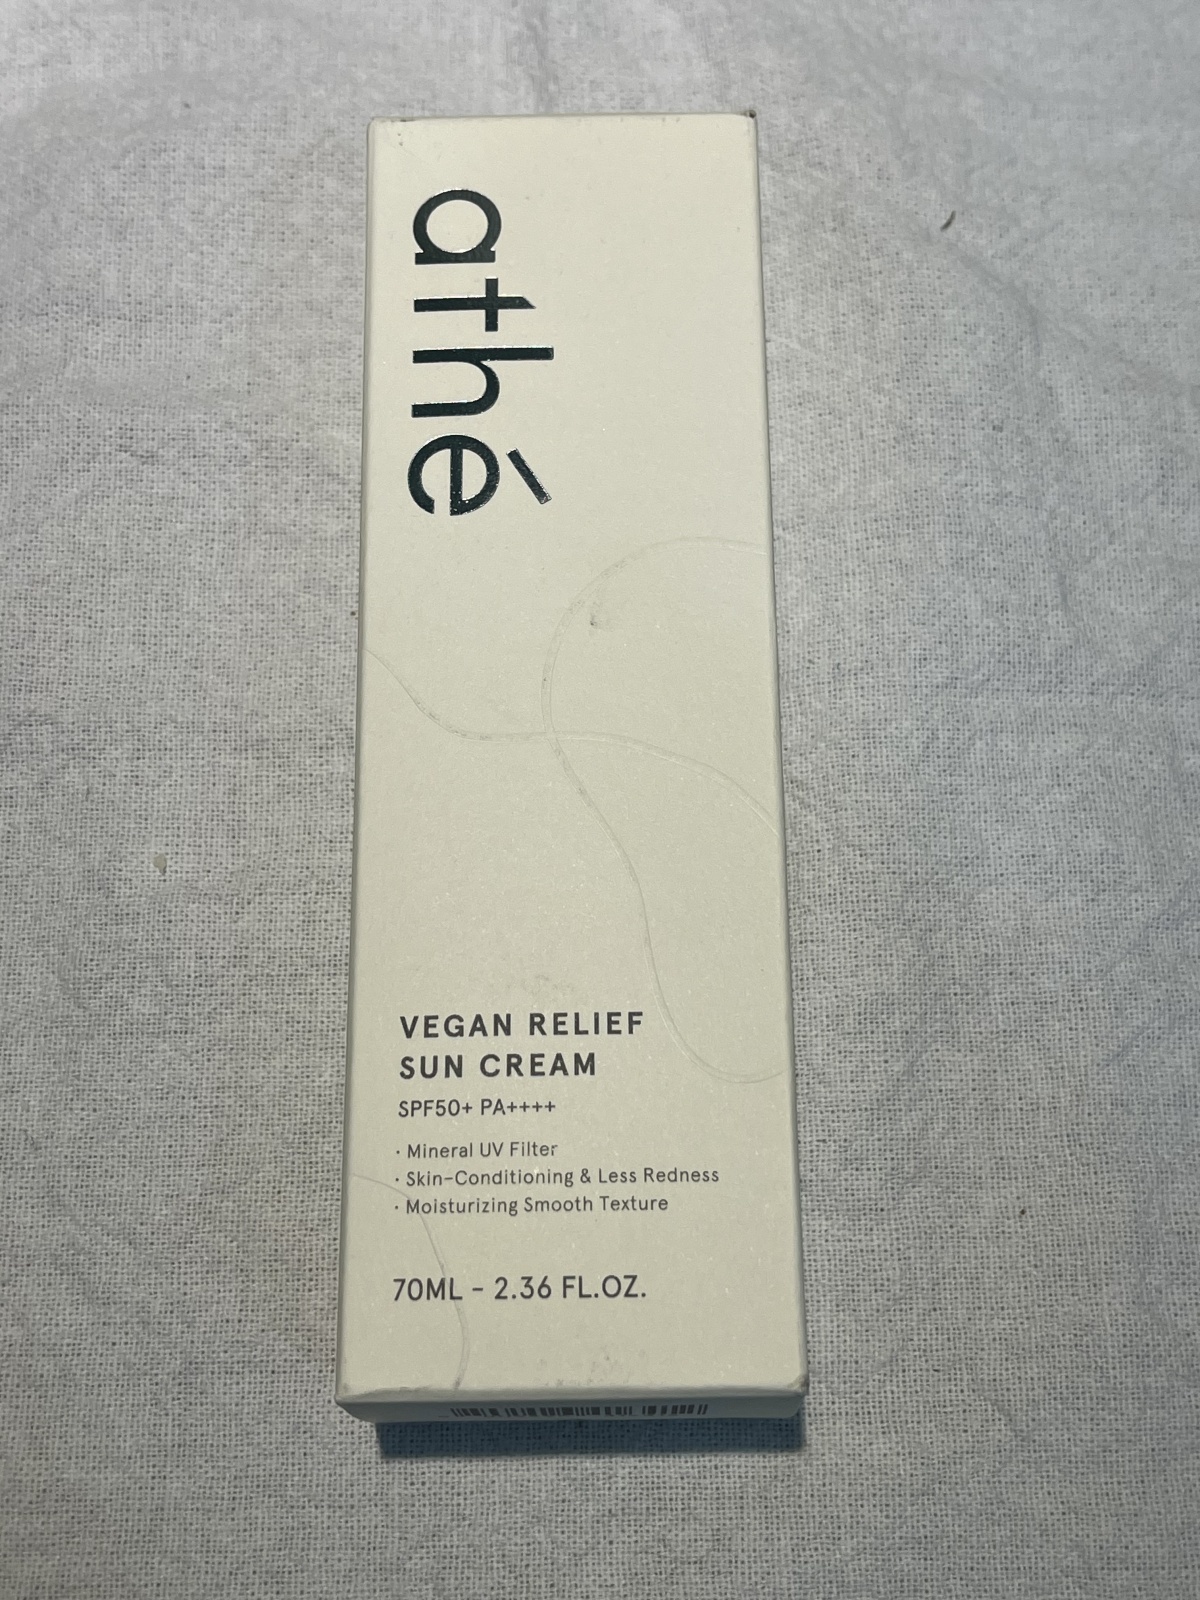 athé
VEGAN RELIEF
SUN CREAM
SPF50+ PA++++
· Mineral UV Filter
· Skin-Conditioning & Less Redness
· Moisturizing Smooth Texture
70ML - 2.36 FL.OZ.